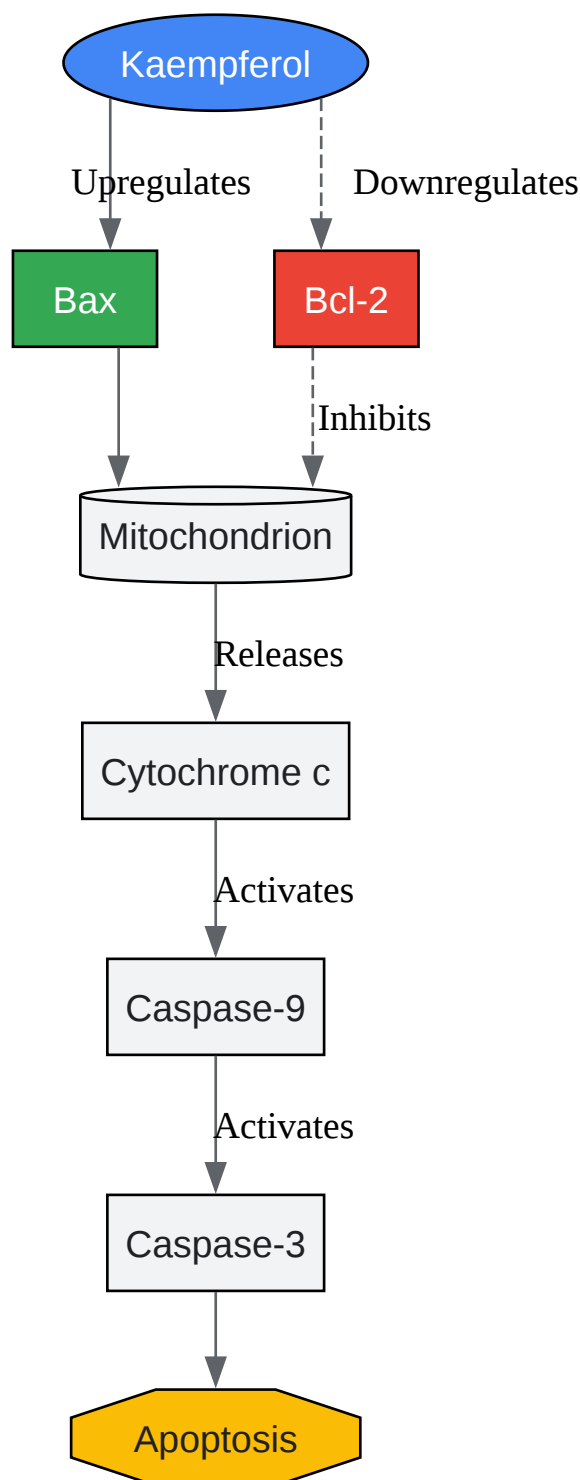 Kaempferol
Upregulates
Downregulates
Bax
Bcl-2
Inhibits
Mitochondrion
Releases
Cytochrome c
Activates
Caspase-9
Activates
Caspase-3
Apoptosis